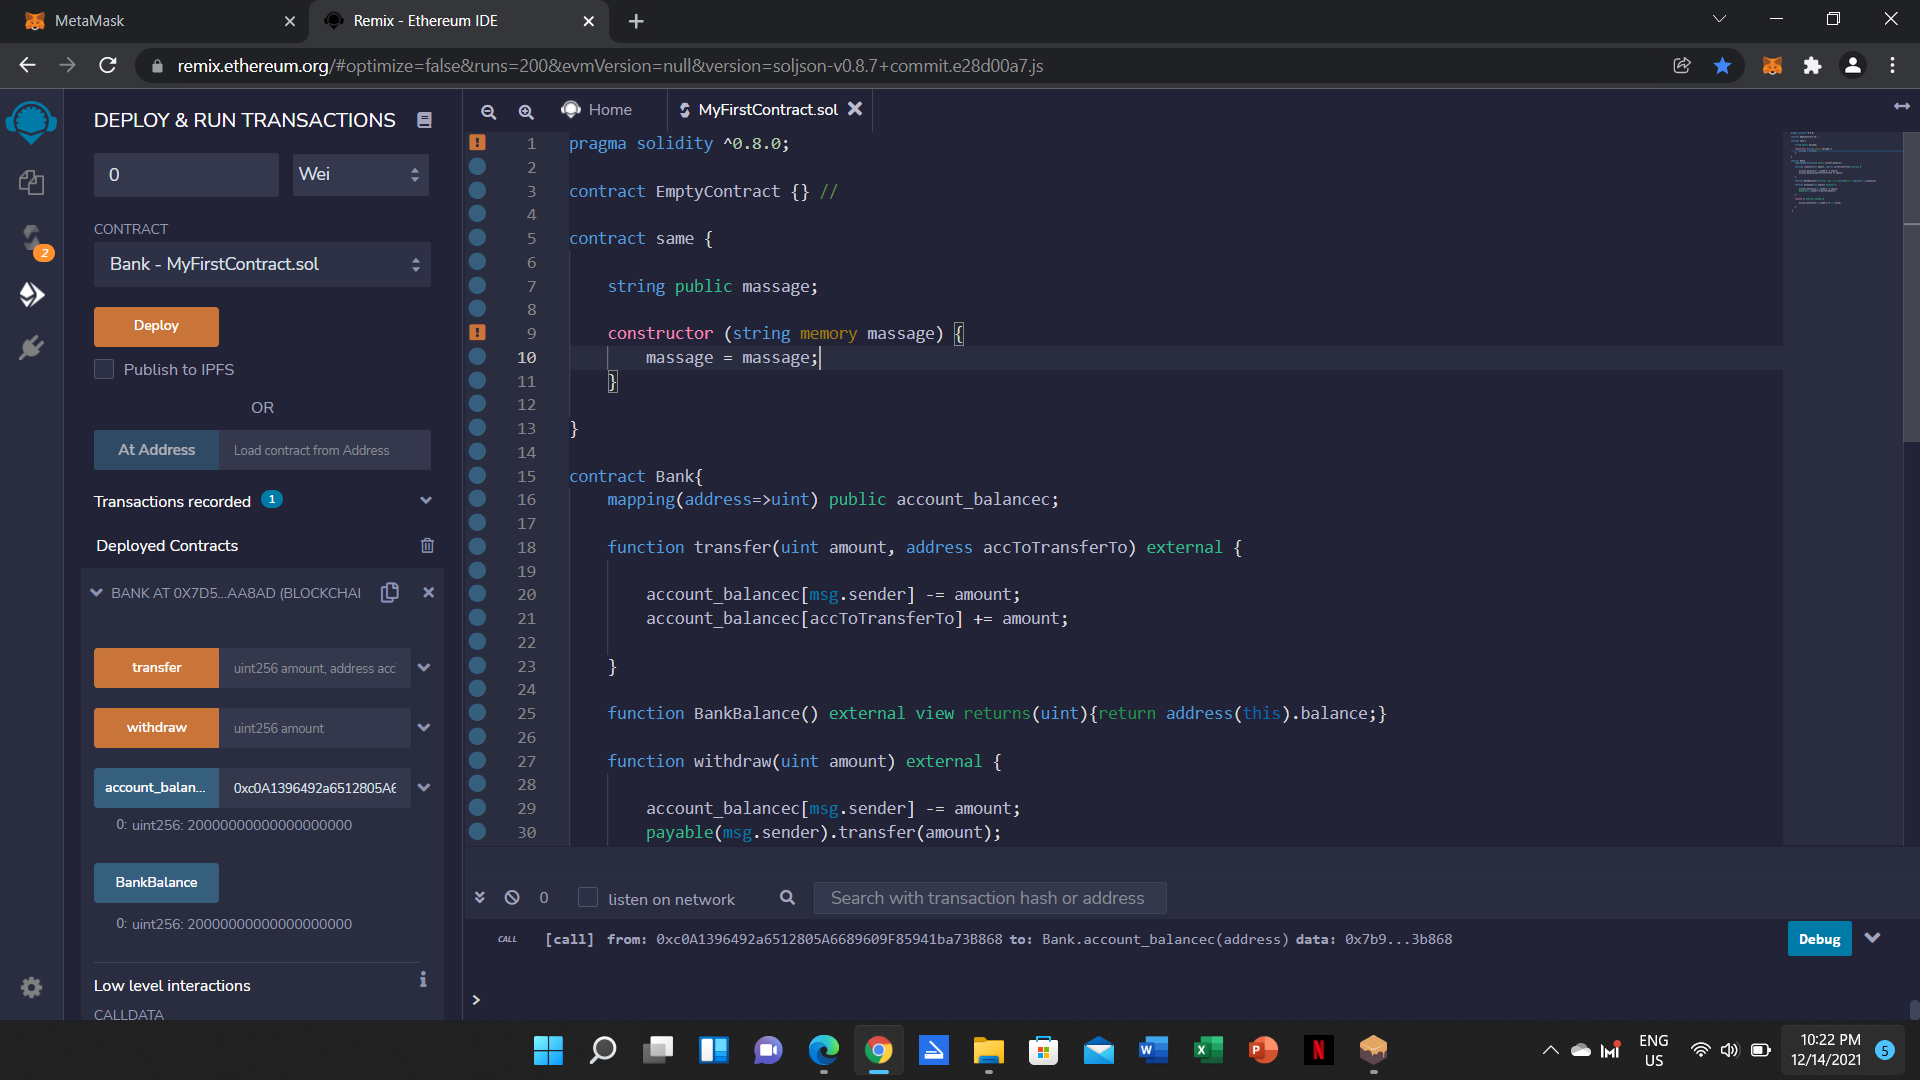 MetaMask
Remix - Ethereum IDE
remix.ethereum.org/#optimize=false&runs=200&evmVersion=null&version=soljson-v0.8.7+commit.e28d00a7.js
DEPLOY & RUN TRANSACTIONS
0
Wei
CONTRACT
Bank - MyFirstContract.sol
Deploy
Publish to IPFS
OR
At Address
Load contract from Address
Transactions recorded 1
Deployed Contracts
BANK AT 0X7D5...AA8AD (BLOCKCHAI
transfer
uint256 amount, address acc
withdraw
uint256 amount
account_balan...
0xc0A1396492a6512805A6
0: uint256: 20000000000000000000
BankBalance
0: uint256: 20000000000000000000
Low level interactions
i
CALLDATA
2
Home
MyFirstContract.sol
1 pragma solidity ^0.8.0;
2
3 contract EmptyContract {} //
4
5 contract same {
6
7 string public massage;
8
9 constructor (string memory massage) {
10 massage = massage;
11 }
12
13 }
14
15 contract Bank{
16 mapping(address=>uint) public account_balancec;
17
18 function transfer(uint amount, address accToTransferTo) external {
19
20 account_balancec[msg.sender] -= amount;
21 account_balancec[accToTransferTo] += amount;
22
23 }
24
25 function BankBalance() external view returns(uint){return address(this).balance;}
26
27 function withdraw(uint amount) external {
28
29 account_balancec[msg.sender] -= amount;
30 payable(msg.sender).transfer(amount);
0
listen on network
Search with transaction hash or address
CALL
[call] from: 0xc0A1396492a6512805A6689609F85941ba73B868 to: Bank.account_balancec(address) data: 0x7b9...3b868
Debug
>
ENG
US
10:22 PM
12/14/2021
5